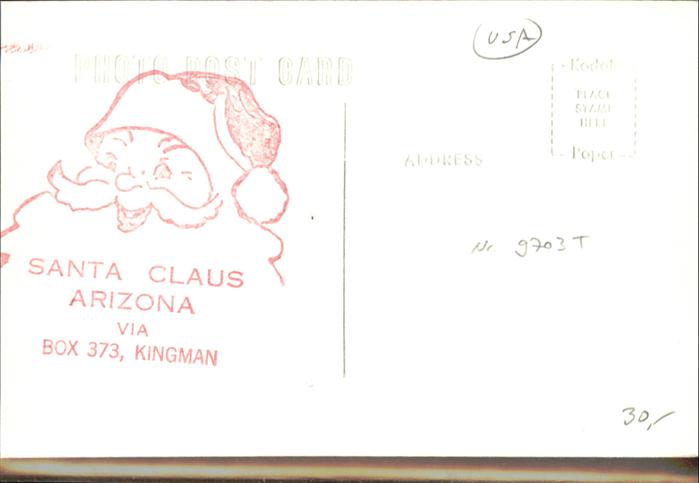 USA
PHOTO POST CARD
Kodak
PLACE
STAMP
HERE
Paper
ADDRESS
Nr. 9703T
SANTA CLAUS
ARIZONA
VIA
BOX 373, KINGMAN
30,-